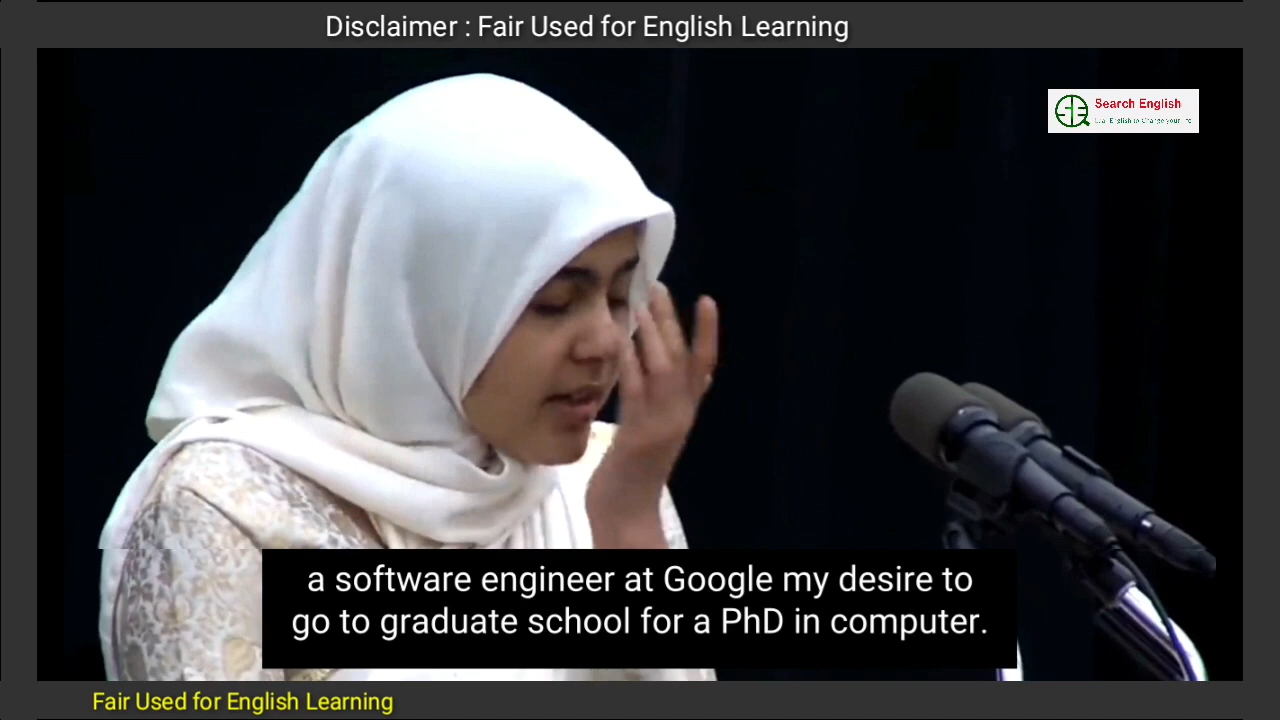 Disclaimer : Fair Used for English Learning
Search English
a software engineer at Google my desire to
go to graduate school for a PhD in computer.
Fair Used for English Learning